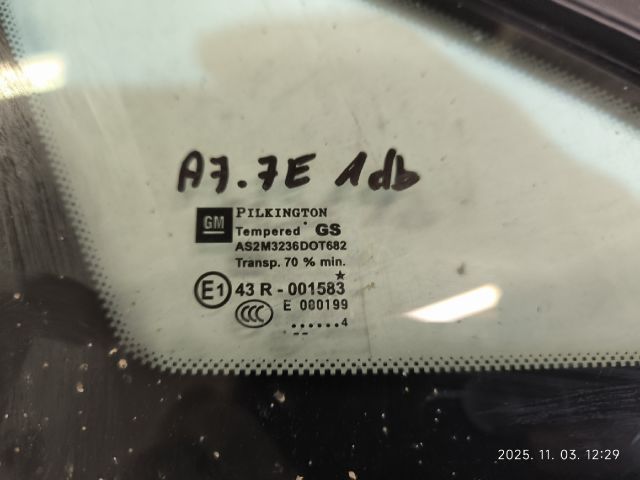 A7.7E 1db
GM PILKINGTON
Tempered GS
AS2M3236DOT682
Transp. 70 % min.
E1 43 R - 001583
CCC E 000199
......4
2025. 11. 03. 12:29